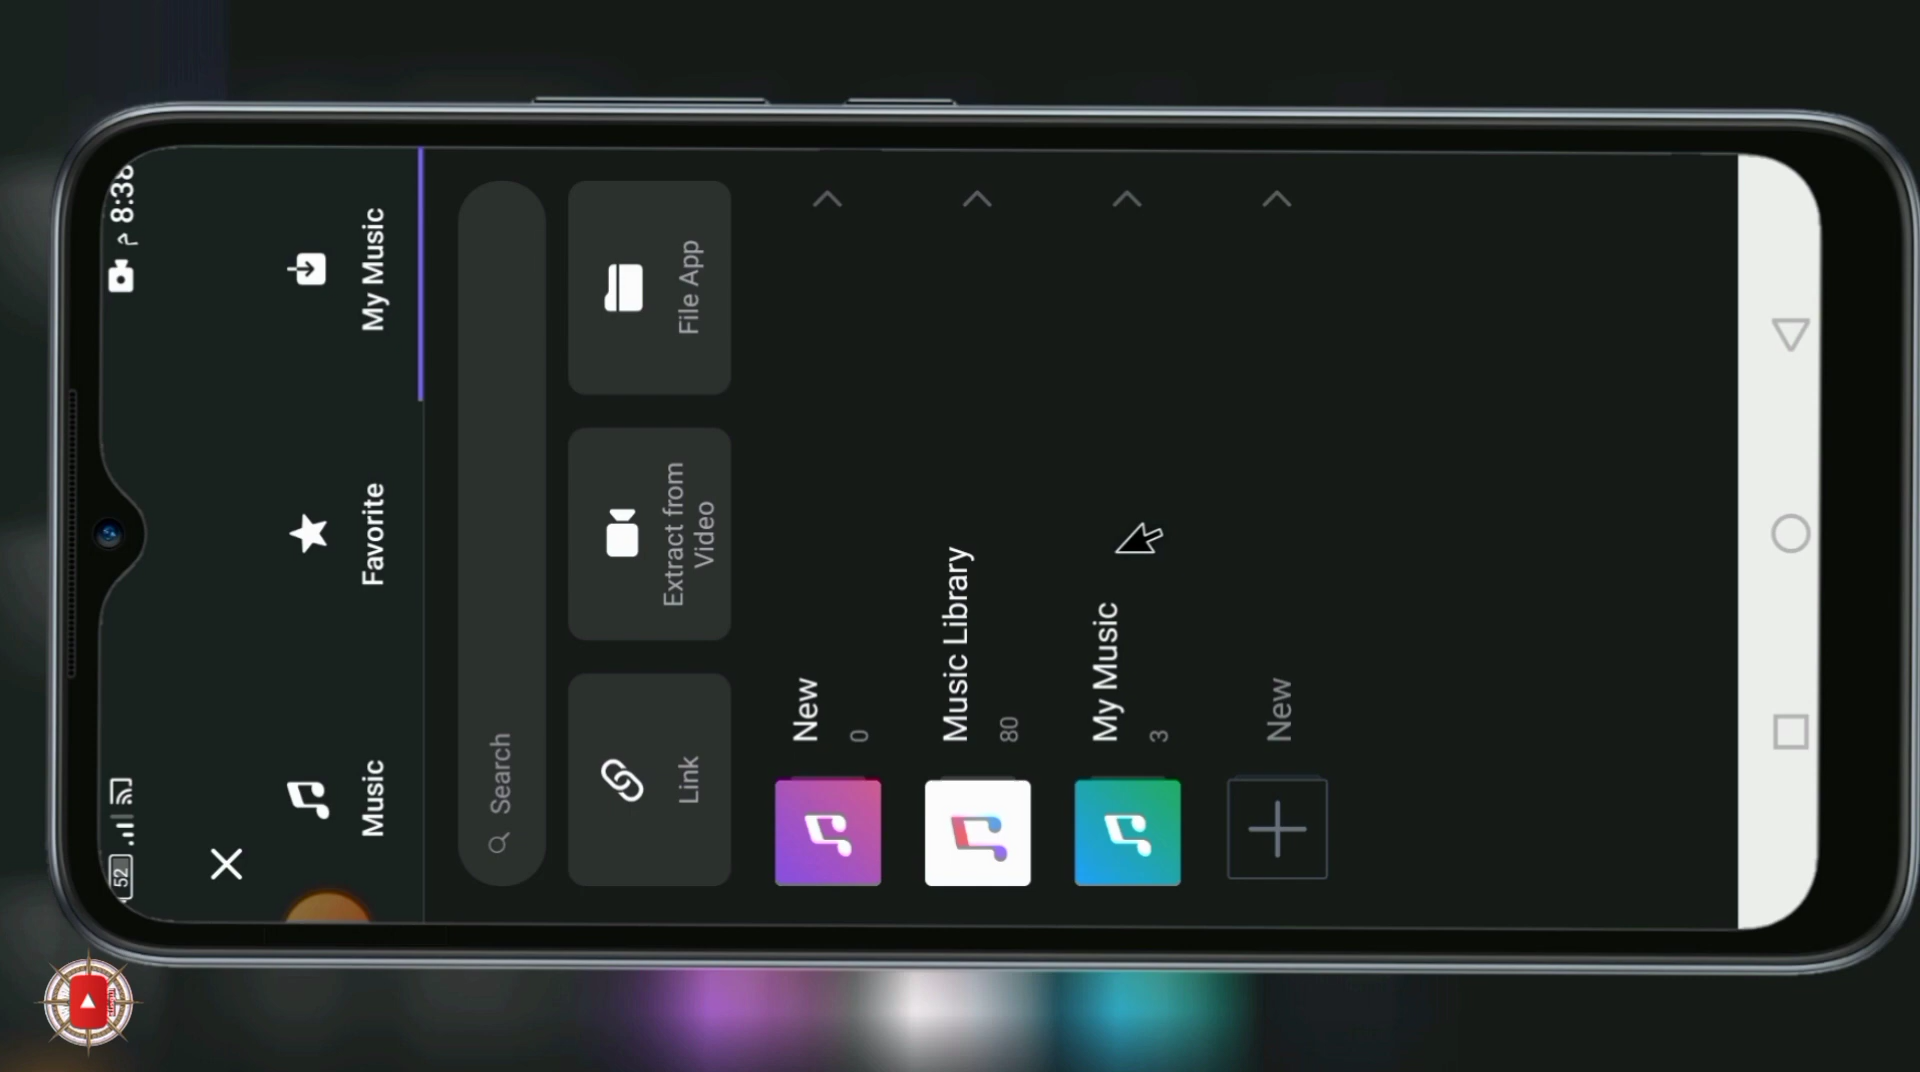 52
8:38 م
Music
Favorite
My Music
Search
Link
Extract from
Video
File App
New
0
Music Library
80
My Music
3
New